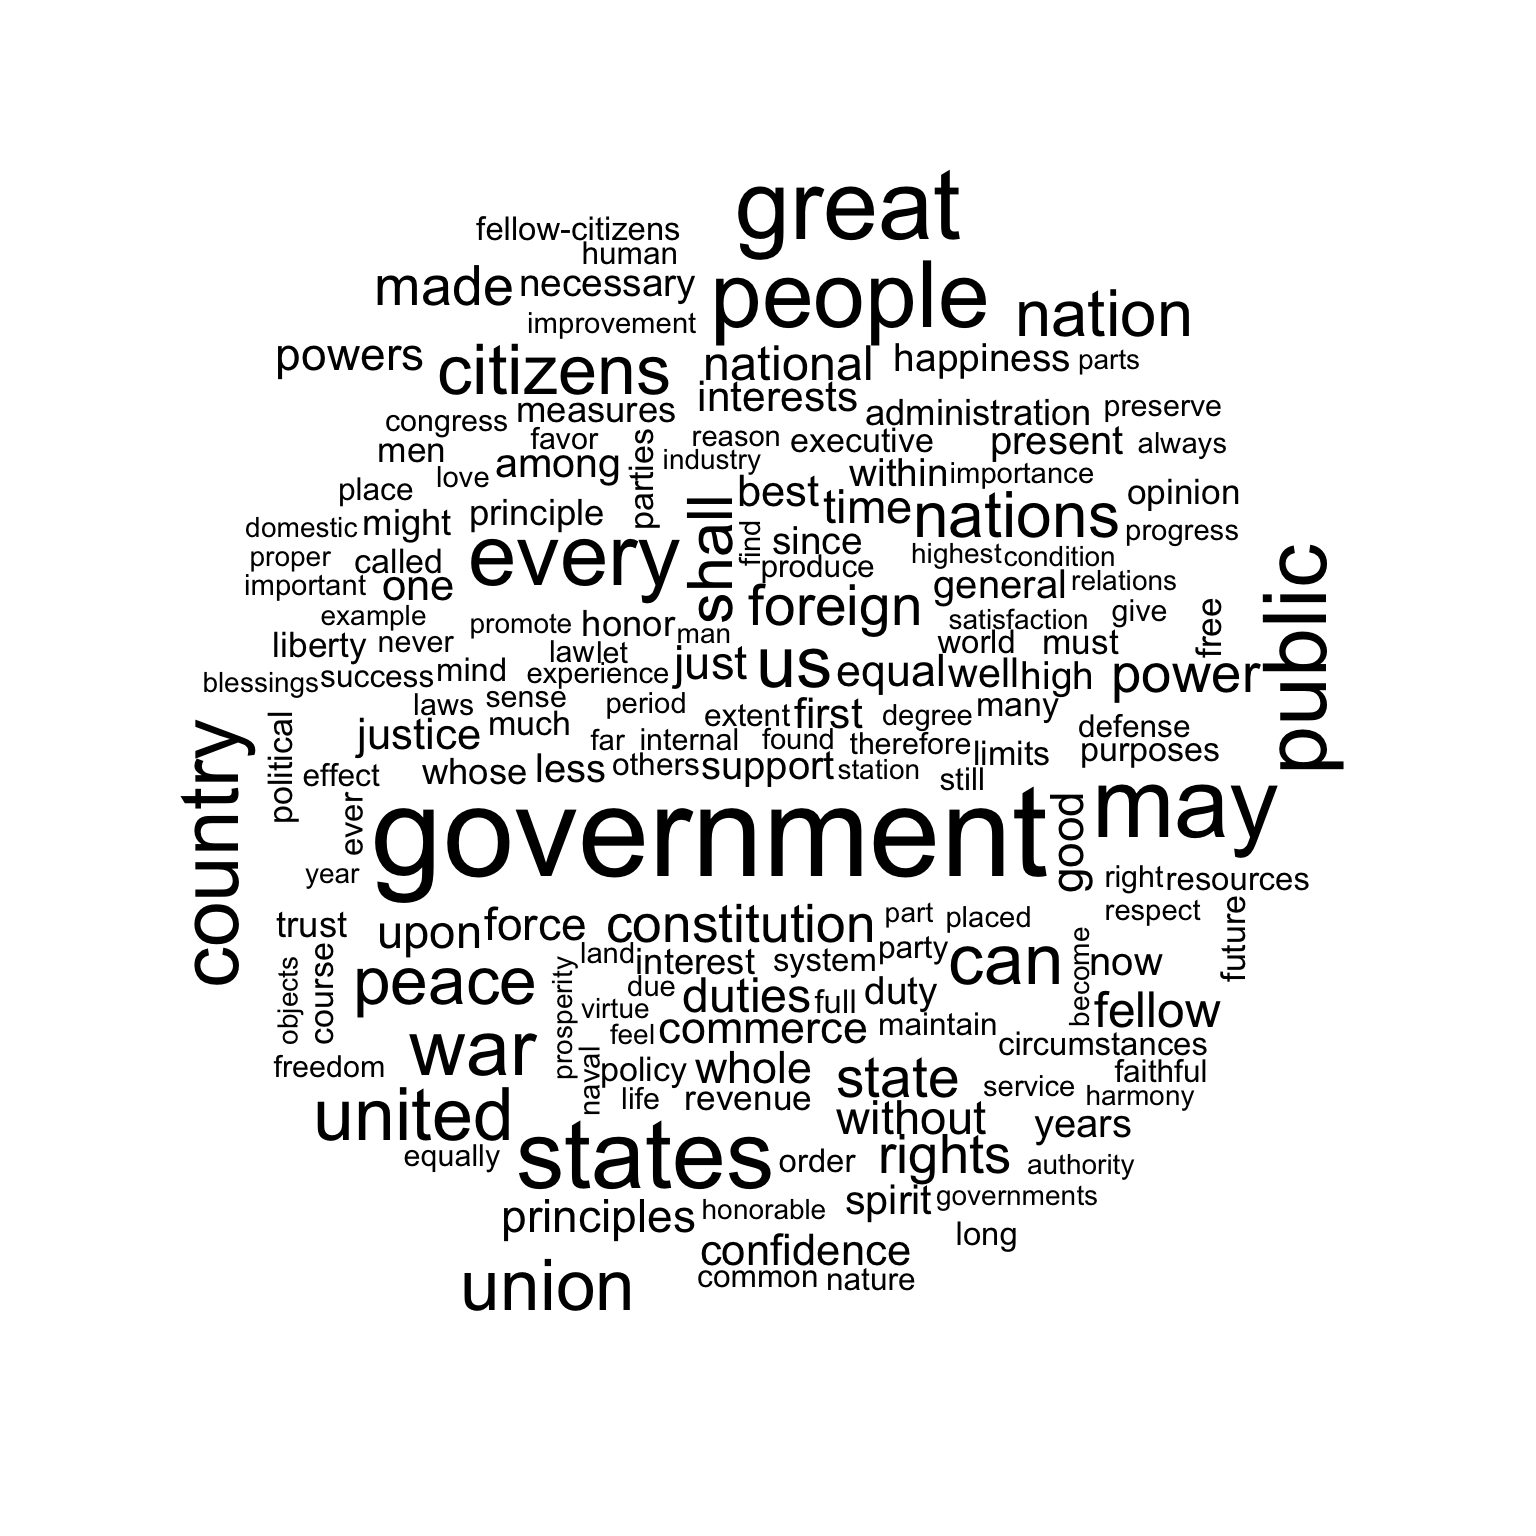 great
fellow-citizens
human
made necessary people nation
improvement
powers citizens national happiness parts
interests
congress measures administration preserve
men favor parties reason executive present always
love among industry within importance
place best time nations opinion
domestic might principle shall progress
find since
proper called every highest condition public
important one produce general relations
example foreign satisfaction give free
liberty never promote honor man world must
law let
blessings success mind experience just us equal well high power
laws sense period extent first degree many
country political justice much defense
far internal found therefore limits purposes
effect whose less others support station still
ever government good may
year right resources
trust upon force constitution part placed respect future
objects course land interest system party can become now
peace prosperity due duties full duty fellow
virtue
feel commerce maintain circumstances
freedom war naval policy whole state service faithful
life revenue harmony
united without years
equally states order rights authority
principles honorable spirit governments
confidence long
union common nature